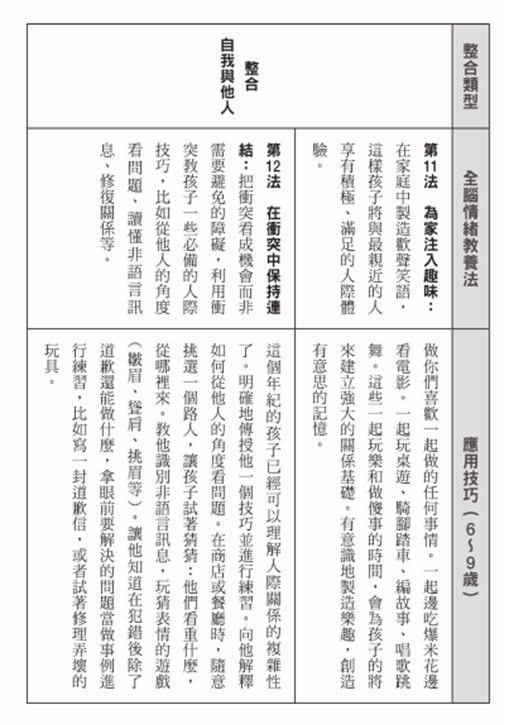 整合類型
全腦情緒教養法
應用技巧（6～9歲）
整合
自我與他人
第11法　為家注入趣味：
在家庭中製造歡聲笑語，
這樣孩子將與最親近的人
享有積極、滿足的人際體
驗。
做你們喜歡一起做的任何事情。一起邊吃爆米花邊
看電影。一起玩桌遊、騎腳踏車、編故事、唱歌跳
舞。這些一起玩樂和做傻事的時間，會為孩子的將
來建立強大的關係基礎。有意識地製造樂趣，創造
有意思的記憶。
第12法　在衝突中保持連
結：把衝突看成機會而非
需要避免的障礙，利用衝
突教孩子一些必備的人際
技巧，比如從他人的角度
看問題、讀懂非語言訊
息、修復關係等。
這個年紀的孩子已經可以理解人際關係的複雜性
了。明確地傳授他一個技巧並進行練習。向他解釋
如何從他人的角度看問題。在商店或餐廳時，隨意
挑選一個路人，讓孩子試著猜猜：他們看重什麼，
從哪裡來。教他識別非語言訊息，玩猜表情的遊戲
（皺眉、聳肩、挑眉等）。讓他知道在犯錯後除了
道歉還能做什麼，拿眼前要解決的問題當做事例進
行練習，比如寫一封道歉信，或者試著修理弄壞的
玩具。